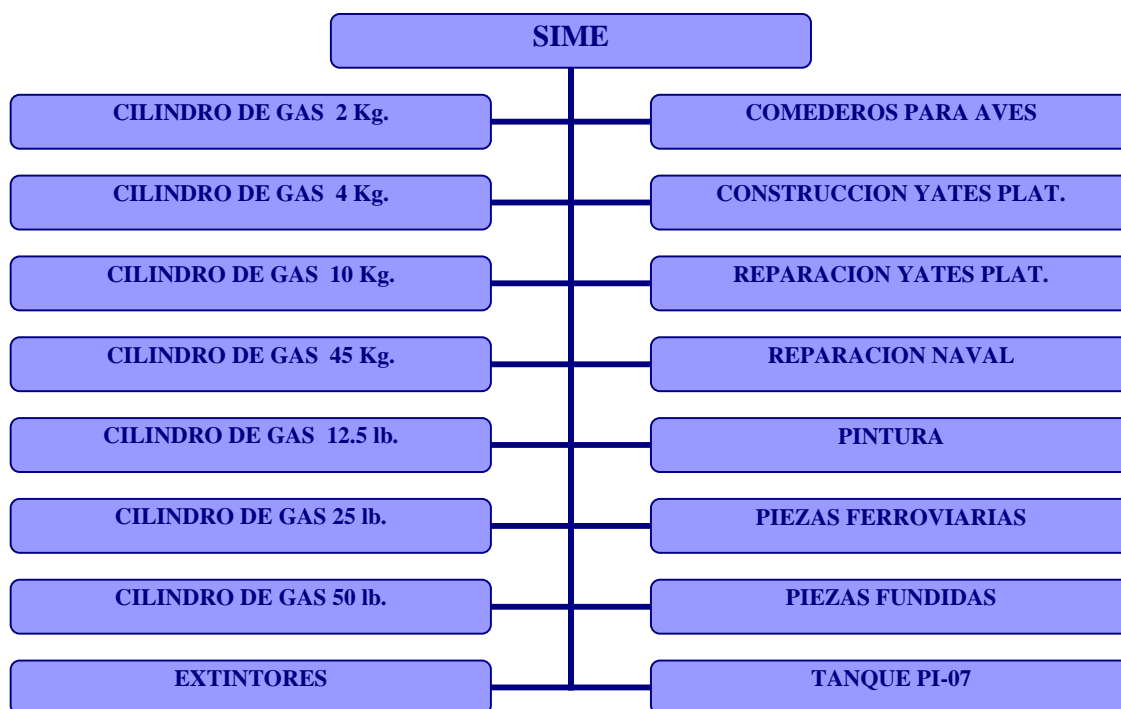 SIME
CILINDRO DE GAS  2 Kg.
COMEDEROS PARA AVES
CILINDRO DE GAS  4 Kg.
CONSTRUCCION YATES PLAT.
CILINDRO DE GAS  10 Kg.
REPARACION YATES PLAT.
CILINDRO DE GAS  45 Kg.
REPARACION NAVAL
CILINDRO DE GAS  12.5 lb.
PINTURA
CILINDRO DE GAS 25 lb.
PIEZAS FERROVIARIAS
CILINDRO DE GAS 50 lb.
PIEZAS FUNDIDAS
EXTINTORES
TANQUE PI-07